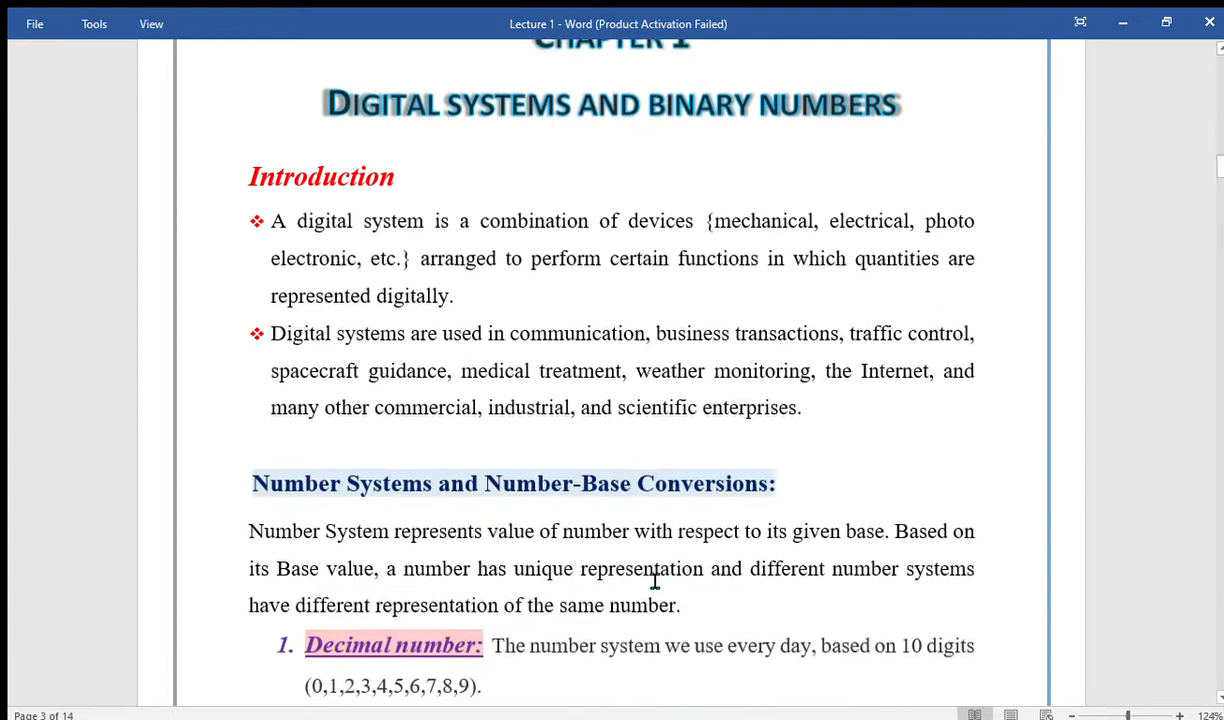 File Tools View Lecture 1 - Word (Product Activation Failed)
CHAPTER 1
DIGITAL SYSTEMS AND BINARY NUMBERS
Introduction
❖ A digital system is a combination of devices {mechanical, electrical, photo
electronic, etc.} arranged to perform certain functions in which quantities are
represented digitally.
❖ Digital systems are used in communication, business transactions, traffic control,
spacecraft guidance, medical treatment, weather monitoring, the Internet, and
many other commercial, industrial, and scientific enterprises.
Number Systems and Number-Base Conversions:
Number System represents value of number with respect to its given base. Based on
its Base value, a number has unique representation and different number systems
have different representation of the same number.
1. Decimal number: The number system we use every day, based on 10 digits
(0,1,2,3,4,5,6,7,8,9).
Page 3 of 14 124%